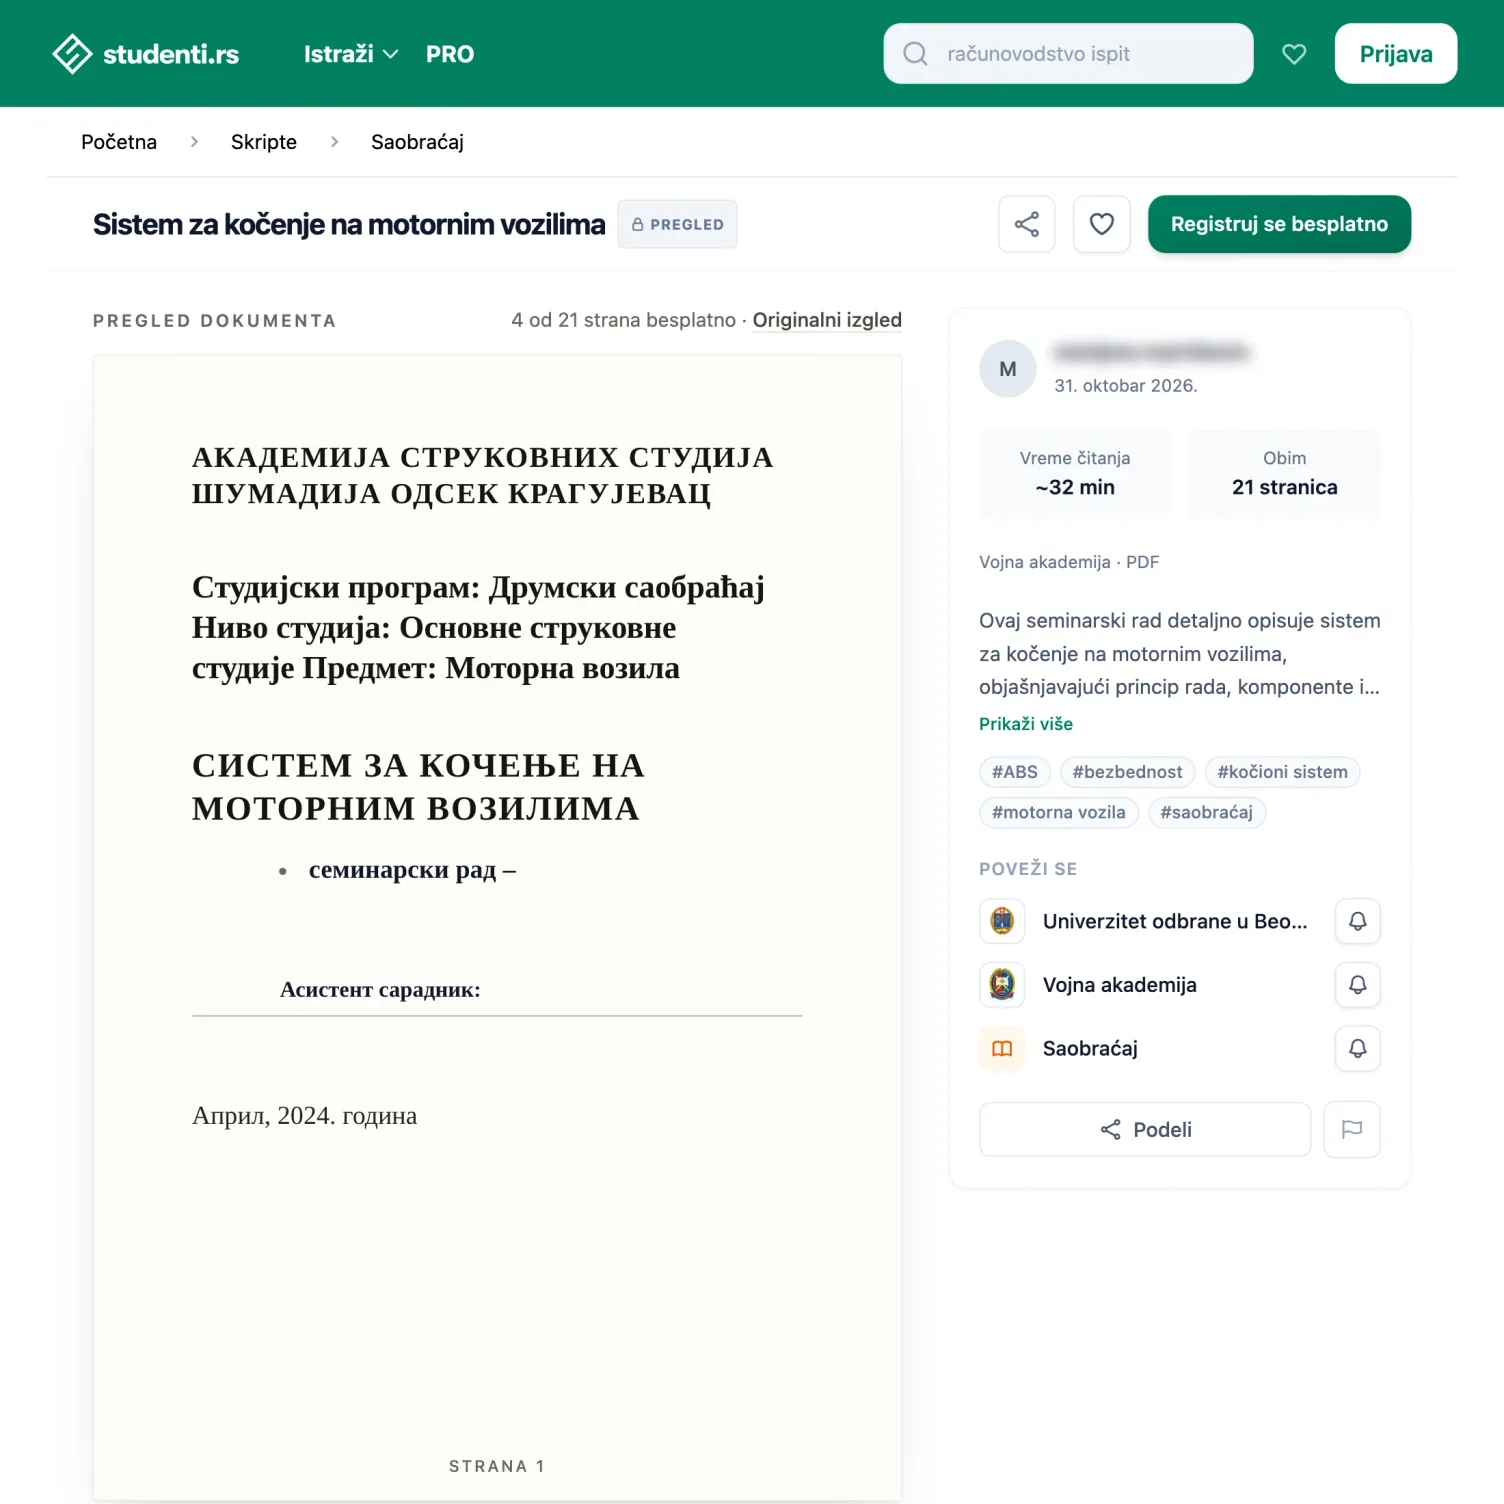 studenti.rs
Istraži
PRO
računovodstvo ispit
Prijava
Početna
Skripte
Saobraćaj
Sistem za kočenje na motornim vozilima
PREGLED
Registruj se besplatno
PREGLED DOKUMENTA
4 od 21 strana besplatno · Originalni izgled
АКАДЕМИЈА СТРУКОВНИХ СТУДИЈА
ШУМАДИЈА ОДСЕК КРАГУЈЕВАЦ
Студијски програм: Друмски саобраћај
Ниво студија: Основне струковне
студије Предмет: Моторна возила
СИСТЕМ ЗА КОЧЕЊЕ НА
МОТОРНИМ ВОЗИЛИМА
• семинарски рад –
Асистент сарадник:
Април, 2024. година
STRANA 1
M
31. oktobar 2026.
Vreme čitanja
~32 min
Obim
21 stranica
Vojna akademija · PDF
Ovaj seminarski rad detaljno opisuje sistem
za kočenje na motornim vozilima,
objašnjavajući princip rada, komponente i...
Prikaži više
#ABS
#bezbednost
#kočioni sistem
#motorna vozila
#saobraćaj
POVEŽI SE
Univerzitet odbrane u Beo...
Vojna akademija
Saobraćaj
Podeli